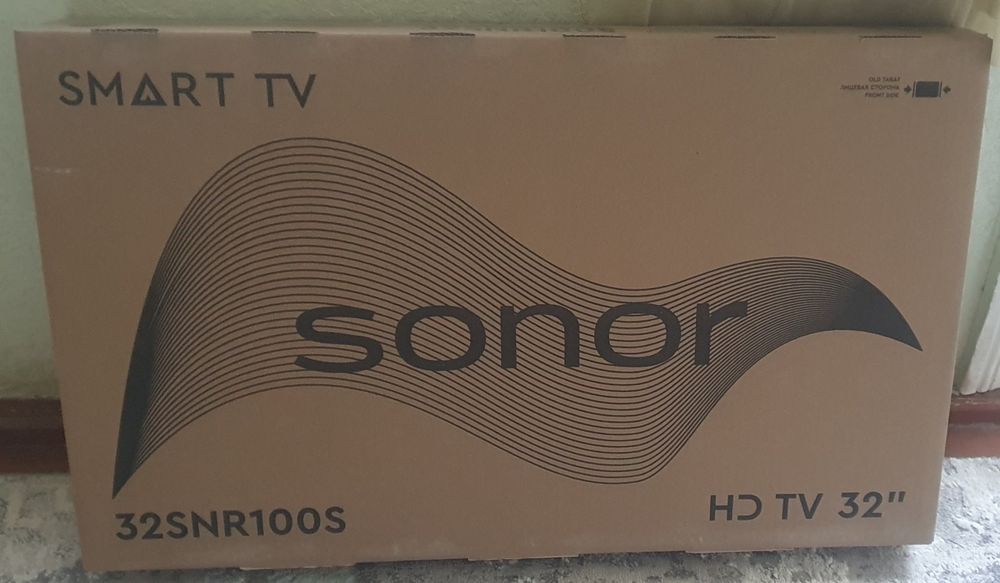 SMART TV
OLD TARAF
ЛИЦЕВАЯ СТОРОНА
FRONT SIDE
sonor
32SNR100S
HD TV 32"